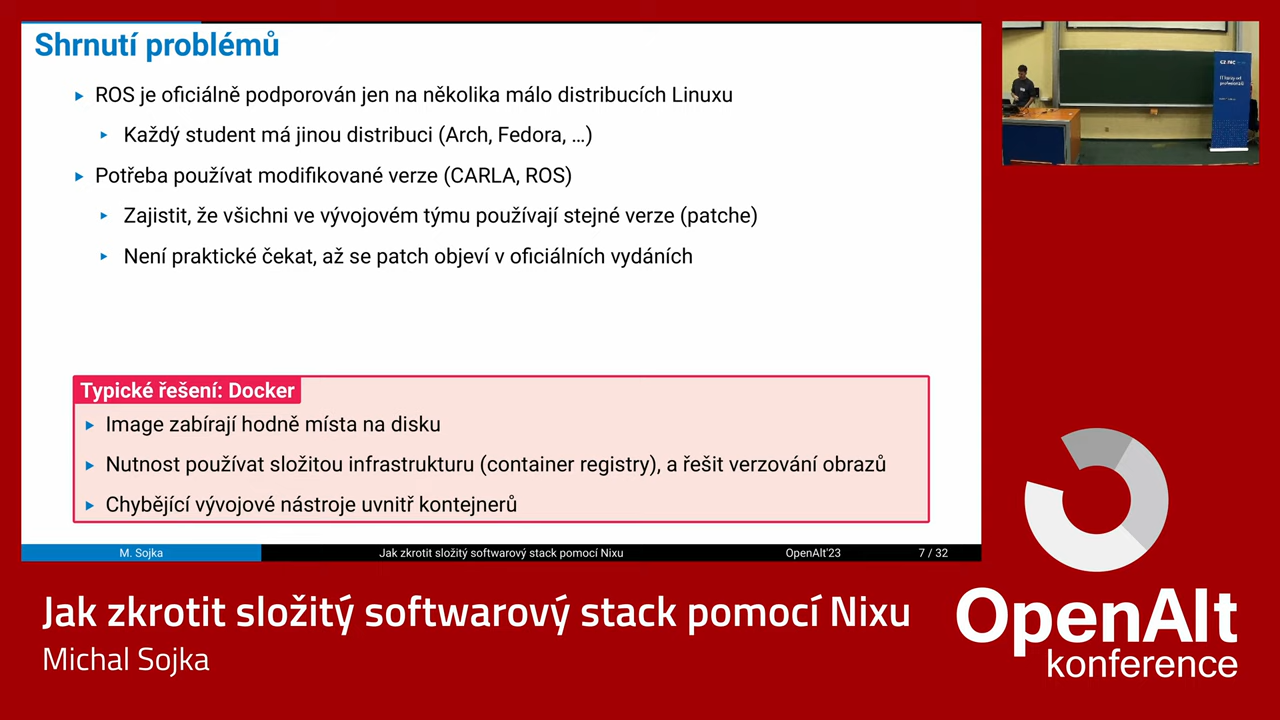 Shrnutí problémů
ROS je oficiálně podporován jen na několika málo distribucích Linuxu
Každý student má jinou distribuci (Arch, Fedora, …)
Potřeba používat modifikované verze (CARLA, ROS)
Zajistit, že všichni ve vývojovém týmu používají stejné verze (patche)
Není praktické čekat, až se patch objeví v oficiálních vydáních
Typické řešení: Docker
Image zabírají hodně místa na disku
Nutnost používat složitou infrastrukturu (container registry), a řešit verzování obrazů
Chybějící vývojové nástroje uvnitř kontejnerů
M. Sojka
Jak zkrotit složitý softwarový stack pomocí Nixu
OpenAlt'23
7 / 32
CZ.NIC
Jak zkrotit složitý softwarový stack pomocí Nixu
Michal Sojka
OpenAlt
konference